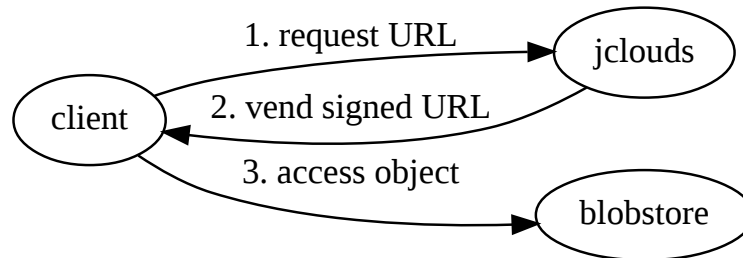 1. request URL
jclouds
2. vend signed URL
client
3. access object
blobstore